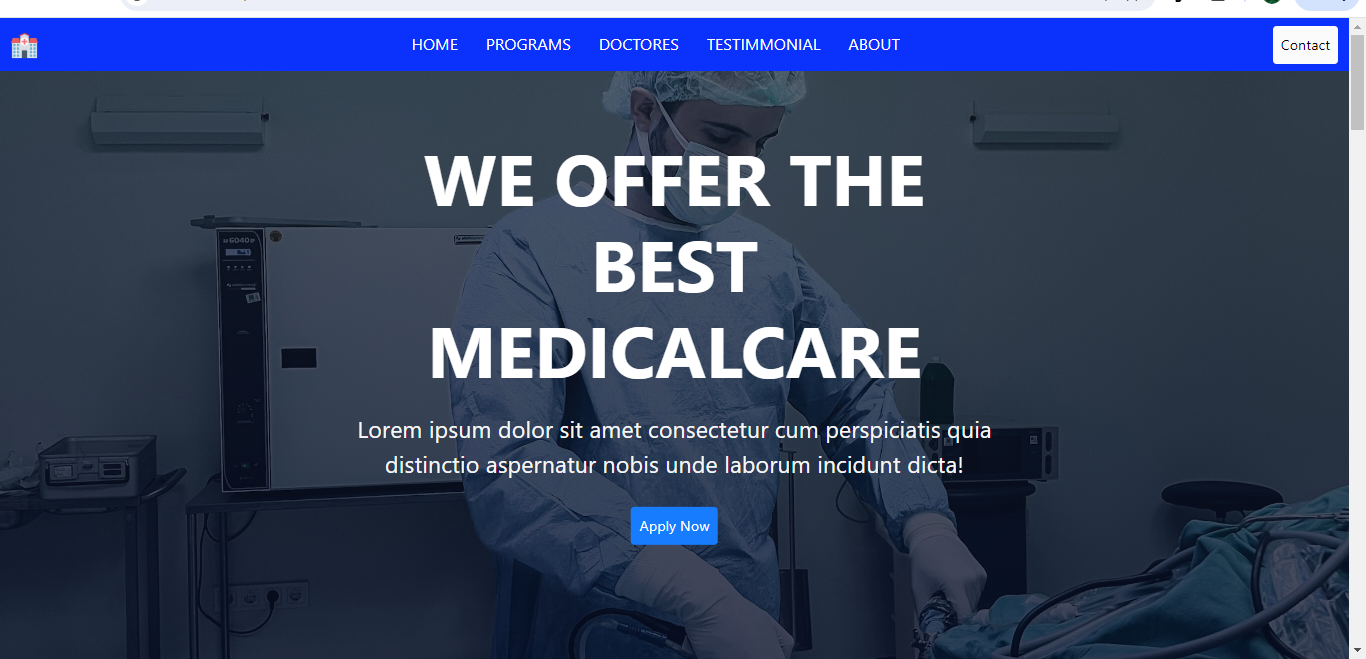 HOME PROGRAMS DOCTORES TESTIMMONIAL ABOUT Contact
WE OFFER THE
BEST
MEDICALCARE
Lorem ipsum dolor sit amet consectetur cum perspiciatis quia
distinctio aspernatur nobis unde laborum incidunt dicta!
Apply Now